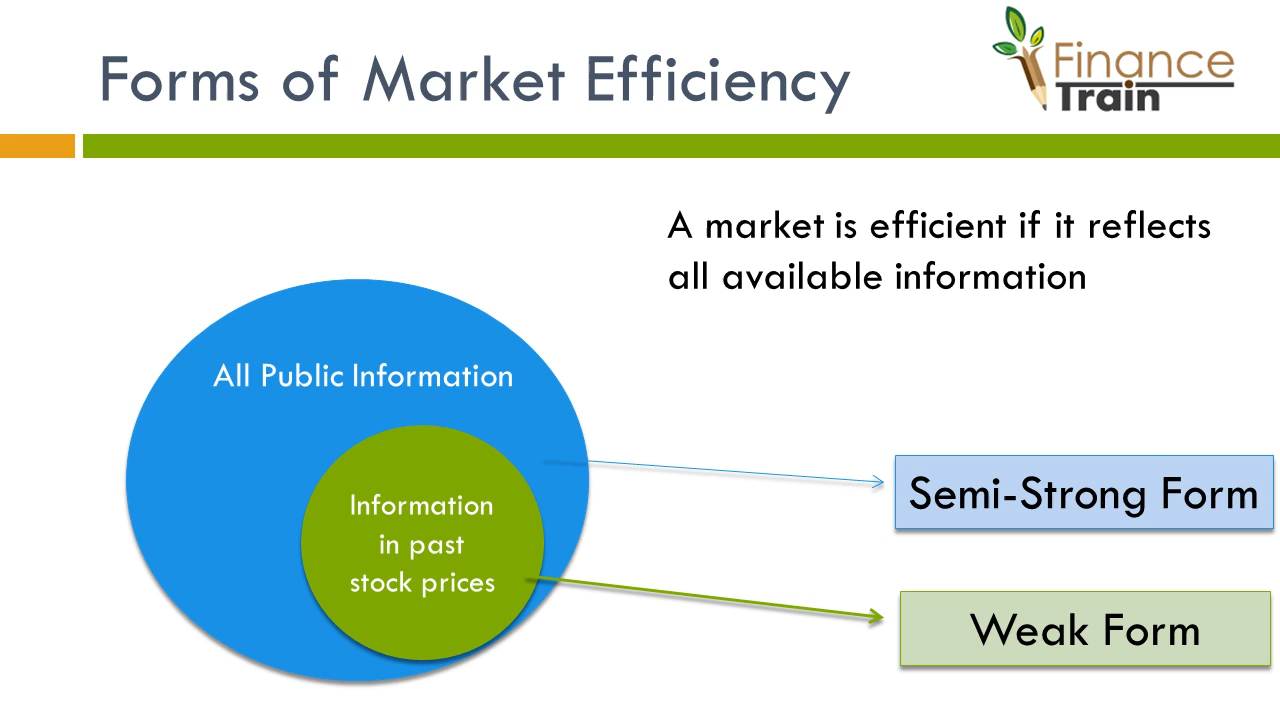 Forms of Market Efficiency
Finance
Train
A market is efficient if it reflects
all available information
All Public Information
Information
in past
stock prices
Semi-Strong Form
Weak Form